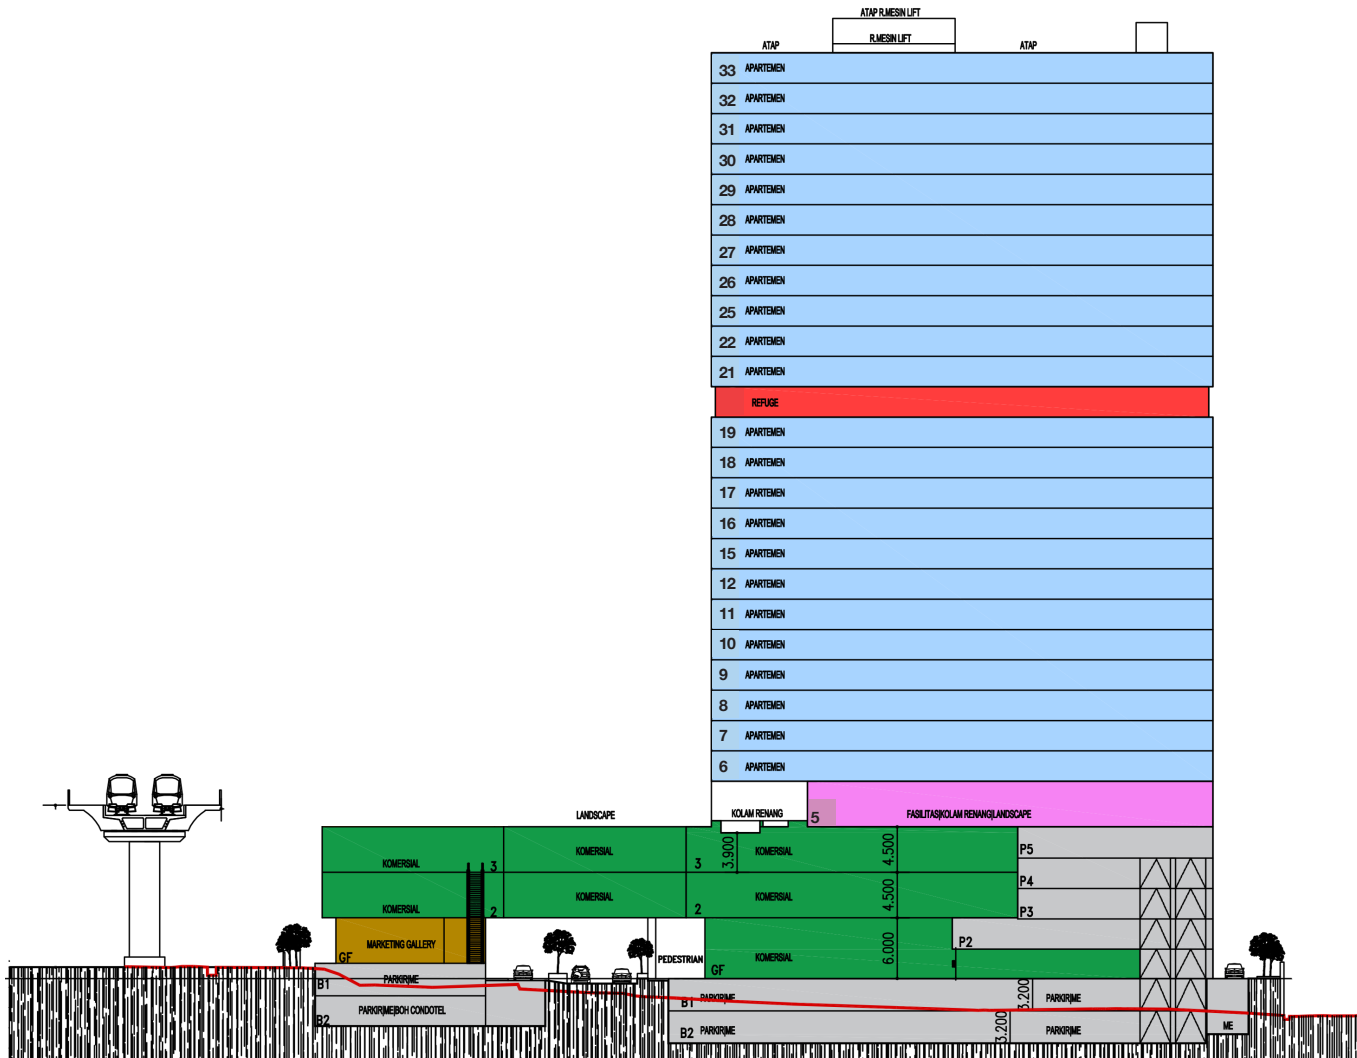 ATAP R.MESIN LIFT
R.MESIN LIFT
ATAP
ATAP
33 APARTEMEN
32 APARTEMEN
31 APARTEMEN
30 APARTEMEN
29 APARTEMEN
28 APARTEMEN
27 APARTEMEN
26 APARTEMEN
25 APARTEMEN
22 APARTEMEN
21 APARTEMEN
REFUGE
19 APARTEMEN
18 APARTEMEN
17 APARTEMEN
16 APARTEMEN
15 APARTEMEN
12 APARTEMEN
11 APARTEMEN
10 APARTEMEN
9 APARTEMEN
8 APARTEMEN
7 APARTEMEN
6 APARTEMEN
LANDSCAPE
KOLAM RENANG
5
FASILITAS|KOLAM RENANG|LANDSCAPE
KOMERSIAL
3
KOMERSIAL
3
3.900
KOMERSIAL
4.500
P5
P4
KOMERSIAL
2
KOMERSIAL
2
KOMERSIAL
4.500
P3
MARKETING GALLERY
GF
PEDESTRIAN
GF
KOMERSIAL
6.000
P2
B1
PARKIR|ME
B1
PARKIR|ME
3.200
PARKIR|ME
B2
PARKIR|ME|BOH CONDOTEL
B2
PARKIR|ME
3.200
PARKIR|ME
ME